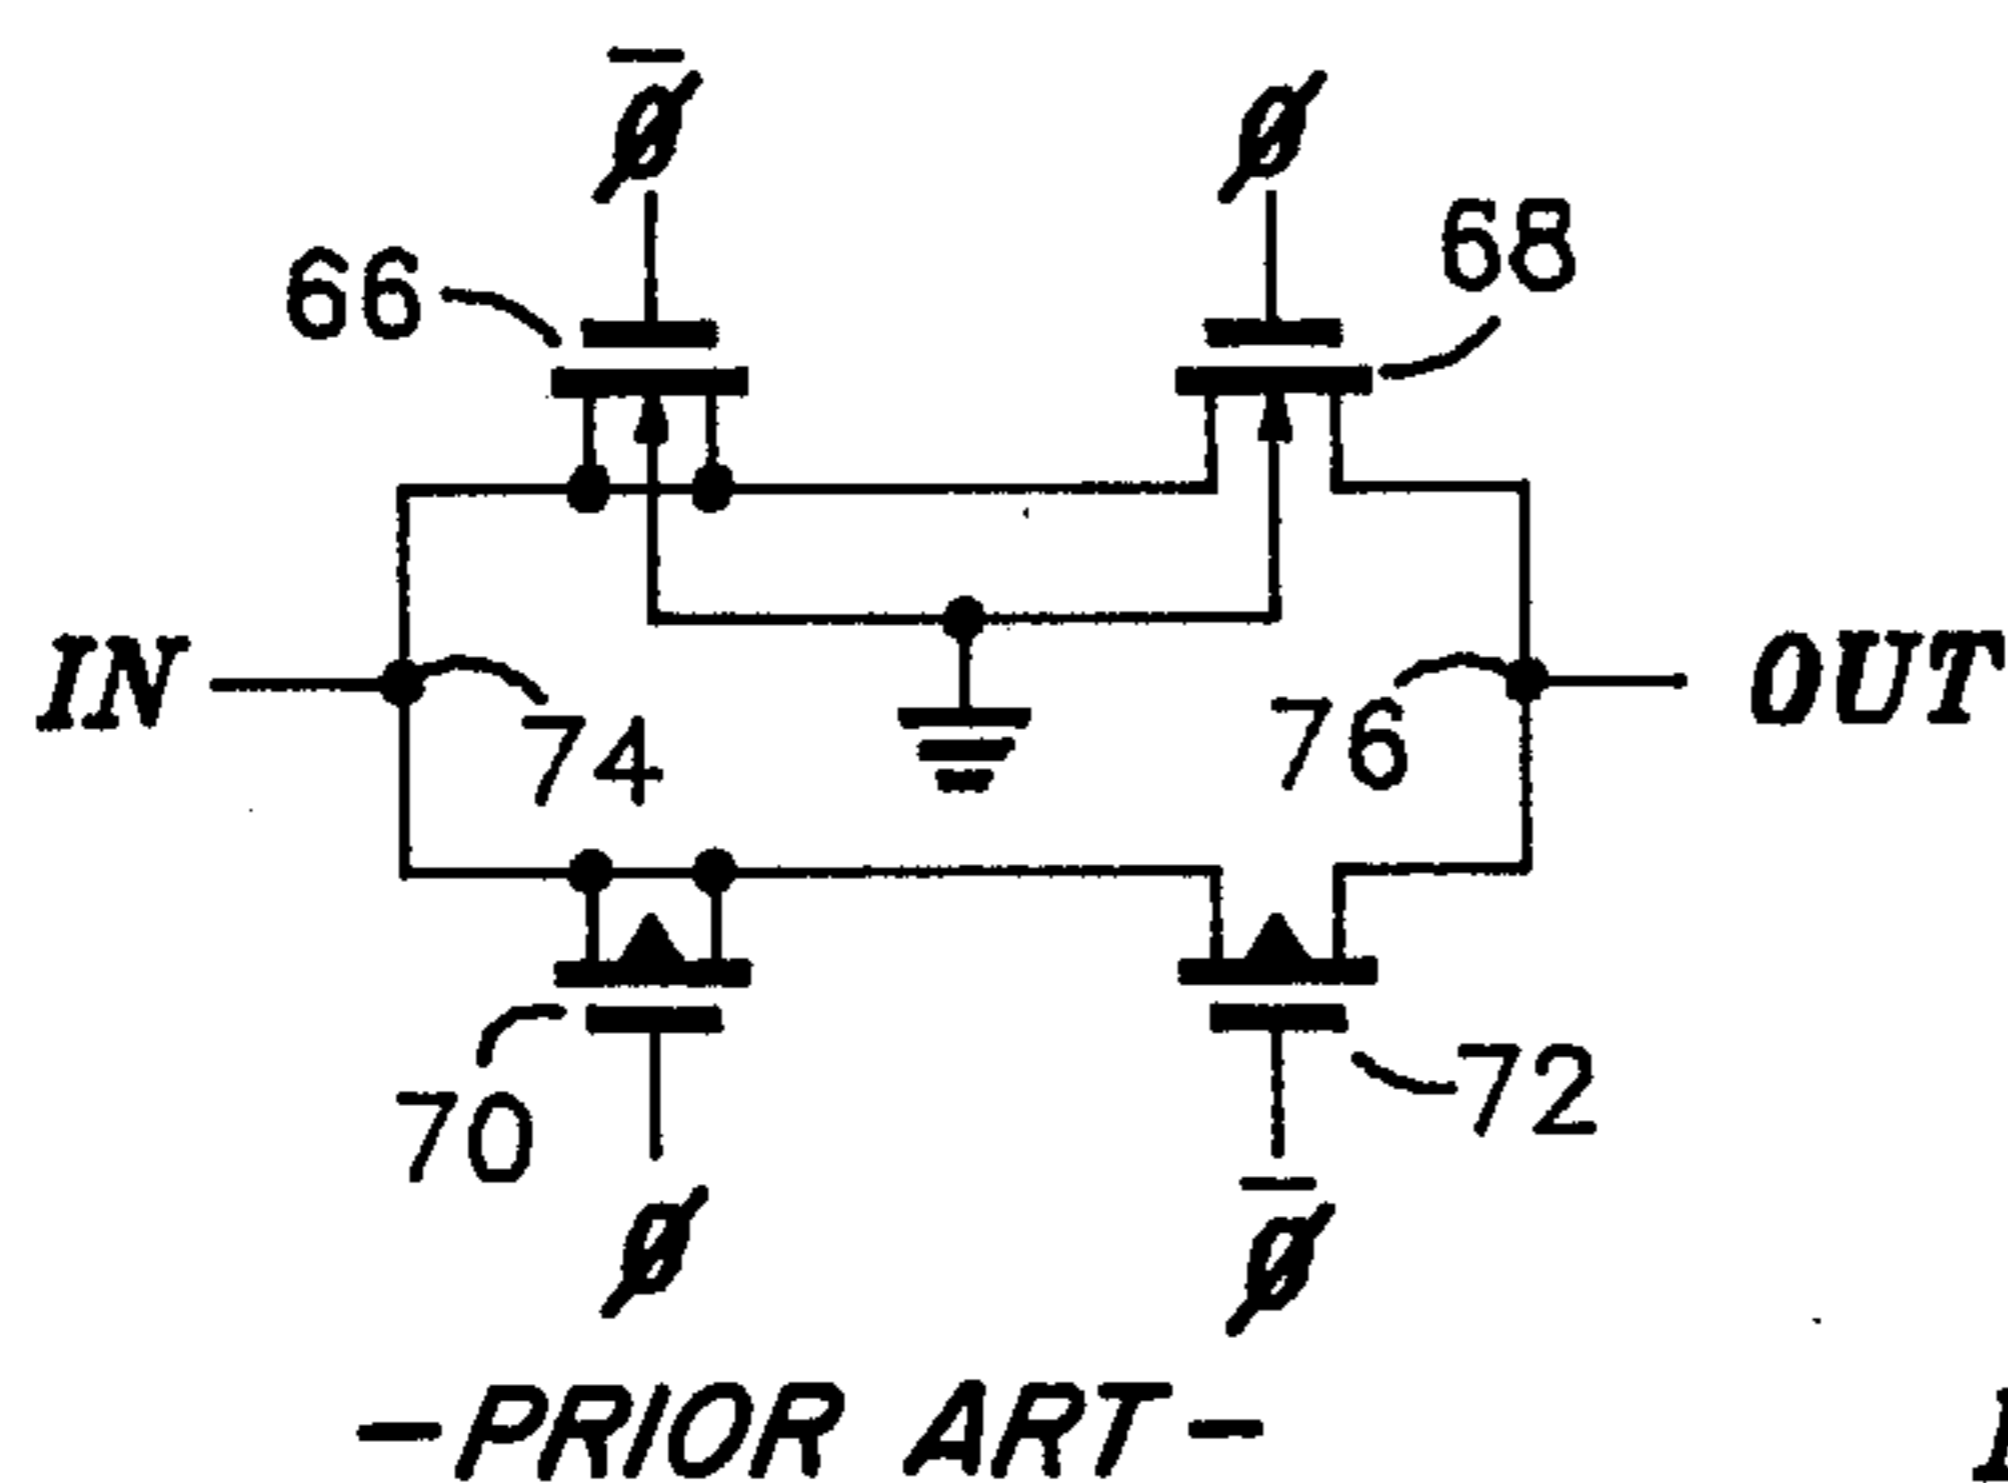 ø̅ ø
66 68
IN 74 76 OUT
70 72
ø ø̅
-PRIOR ART-